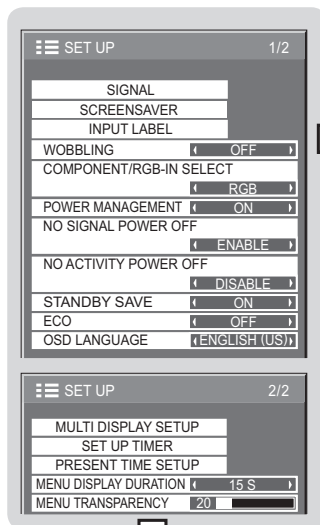 SET UP 1/2
SIGNAL
SCREENSAVER
INPUT LABEL
WOBBLING OFF
COMPONENT/RGB-IN SELECT
RGB
POWER MANAGEMENT ON
NO SIGNAL POWER OFF
ENABLE
NO ACTIVITY POWER OFF
DISABLE
STANDBY SAVE ON
ECO OFF
OSD LANGUAGE ENGLISH (US)
SET UP 2/2
MULTI DISPLAY SETUP
SET UP TIMER
PRESENT TIME SETUP
MENU DISPLAY DURATION 15 S
MENU TRANSPARENCY 20